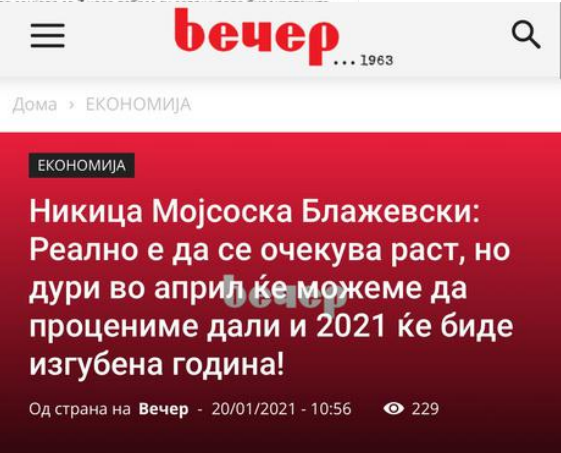 вечер
...1963
Дома › ЕКОНОМИЈА
ЕКОНОМИЈА
Никица Мојсоска Блажевски:
Реално е да се очекува раст, но
дури во април ќе можеме да
процениме дали и 2021 ќе биде
изгубена година!
вечер
Од страна на Вечер - 20/01/2021 - 10:56 229